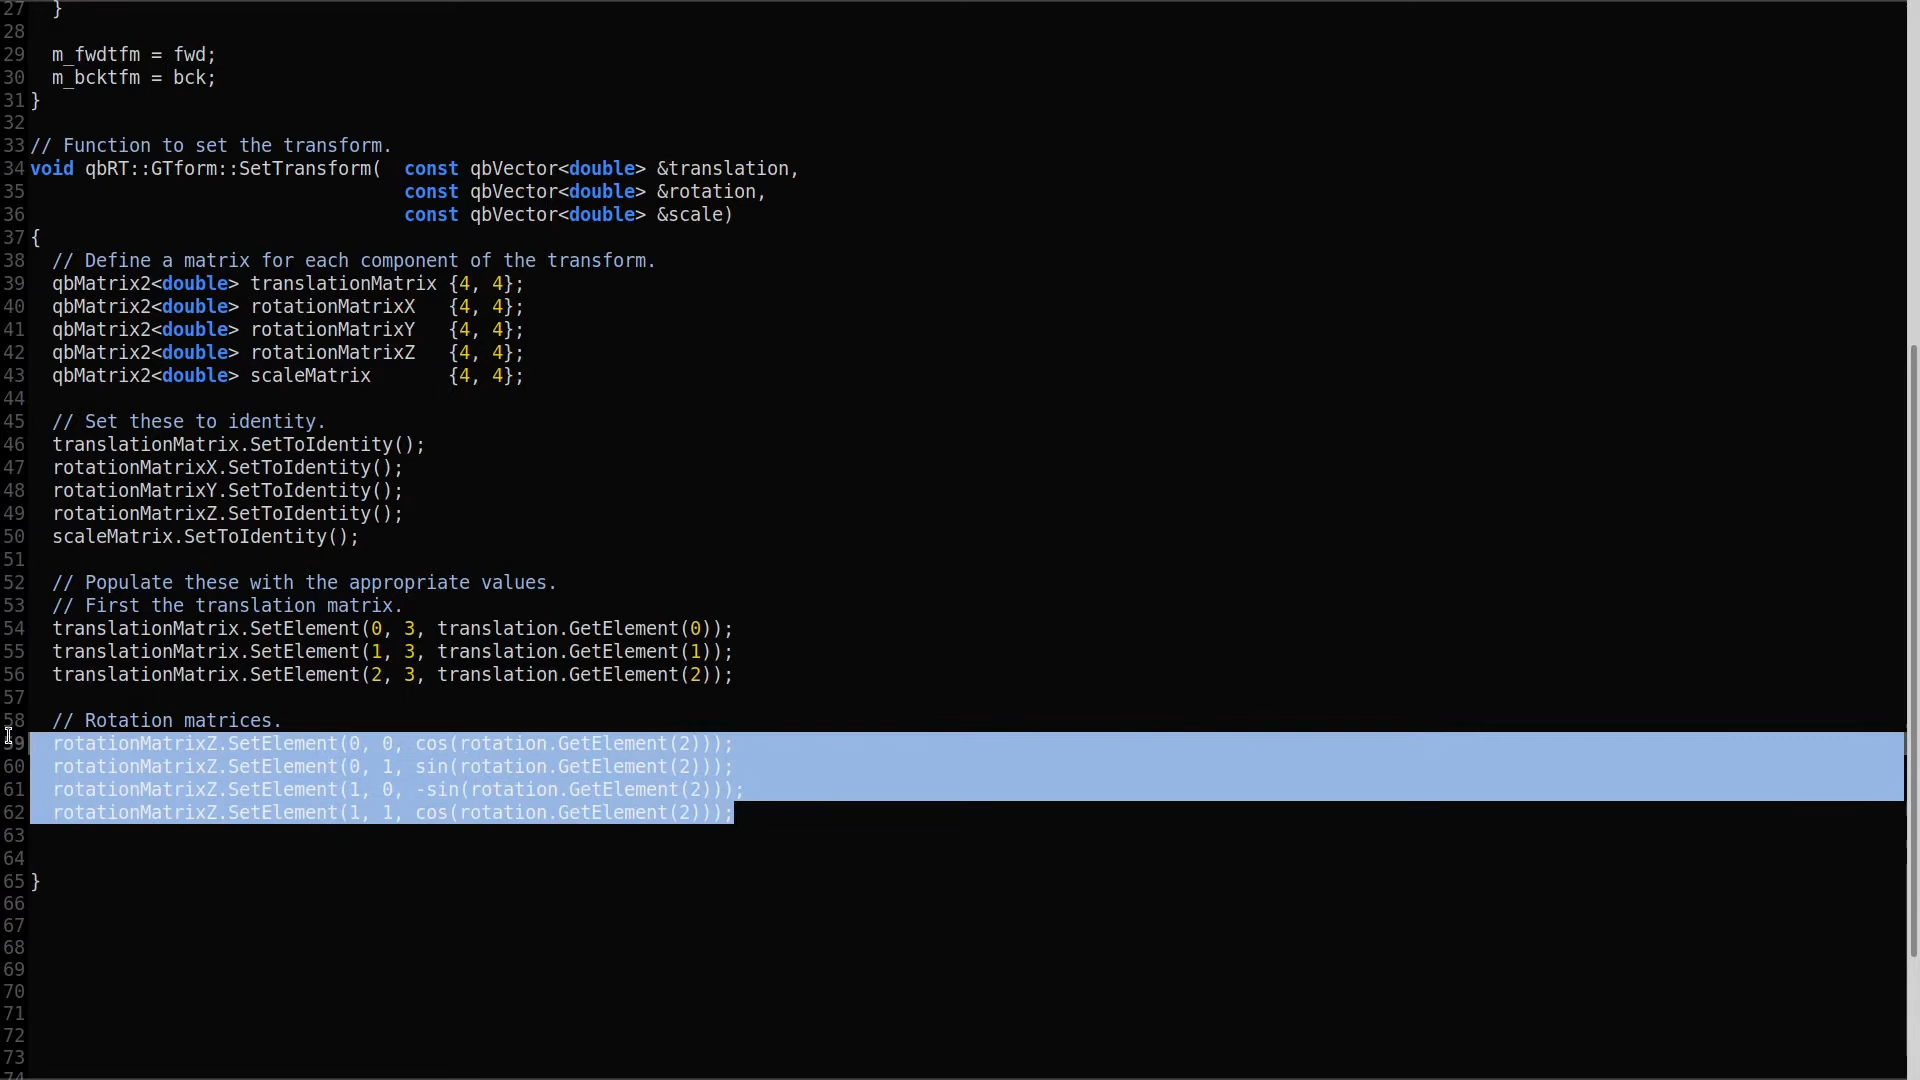 27   }
28
29   m_fwdtfm = fwd;
30   m_bcktfm = bck;
31 }
32
33 // Function to set the transform.
34 void qbRT::GTform::SetTransform(  const qbVector<double> &translation,
35                                   const qbVector<double> &rotation,
36                                   const qbVector<double> &scale)
37 {
38   // Define a matrix for each component of the transform.
39   qbMatrix2<double> translationMatrix {4, 4};
40   qbMatrix2<double> rotationMatrixX   {4, 4};
41   qbMatrix2<double> rotationMatrixY   {4, 4};
42   qbMatrix2<double> rotationMatrixZ   {4, 4};
43   qbMatrix2<double> scaleMatrix       {4, 4};
44
45   // Set these to identity.
46   translationMatrix.SetToIdentity();
47   rotationMatrixX.SetToIdentity();
48   rotationMatrixY.SetToIdentity();
49   rotationMatrixZ.SetToIdentity();
50   scaleMatrix.SetToIdentity();
51
52   // Populate these with the appropriate values.
53   // First the translation matrix.
54   translationMatrix.SetElement(0, 3, translation.GetElement(0));
55   translationMatrix.SetElement(1, 3, translation.GetElement(1));
56   translationMatrix.SetElement(2, 3, translation.GetElement(2));
57
58   // Rotation matrices.
59   rotationMatrixZ.SetElement(0, 0, cos(rotation.GetElement(2)));
60   rotationMatrixZ.SetElement(0, 1, sin(rotation.GetElement(2)));
61   rotationMatrixZ.SetElement(1, 0, -sin(rotation.GetElement(2)));
62   rotationMatrixZ.SetElement(1, 1, cos(rotation.GetElement(2)));
63
64
65 }
66
67
68
69
70
71
72
73
74